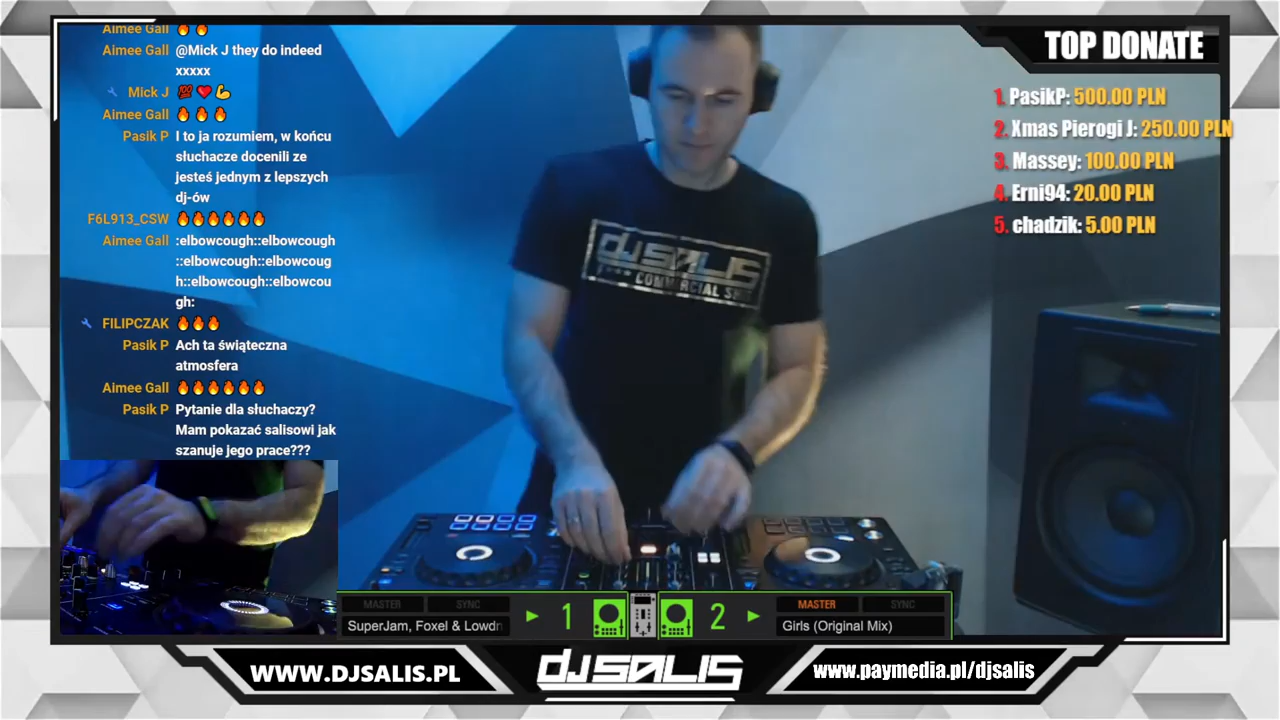 Aimee Gall
Aimee Gall @Mick J they do indeed
xxxxx
Mick J 💯❤️💪
Aimee Gall 🔥🔥🔥
Pasik P I to ja rozumiem, w końcu
słuchacze docenili ze
jesteś jednym z lepszych
dj-ów
F6L913_CSW 🔥🔥🔥🔥🔥🔥
Aimee Gall :elbowcough::elbowcough
::elbowcough::elbowcoug
h::elbowcough::elbowcou
gh:
FILIPCZAK 🔥🔥🔥
Pasik P Ach ta świąteczna
atmosfera
Aimee Gall 🔥🔥🔥🔥🔥🔥
Pasik P Pytanie dla słuchaczy?
Mam pokazać salisowi jak
szanuje jego prace???
TOP DONATE
1. PasikP: 500.00 PLN
2. Xmas Pierogi J: 250.00 PLN
3. Massey: 100.00 PLN
4. Erni94: 20.00 PLN
5. chadzik: 5.00 PLN
DJ SALIS
F*** COMMERCIAL
MASTER SYNC
1
SuperJam, Foxel & Lowdr
2
MASTER SYNC
Girls (Original Mix)
WWW.DJSALIS.PL
DJ SALIS
www.paymedia.pl/djsalis